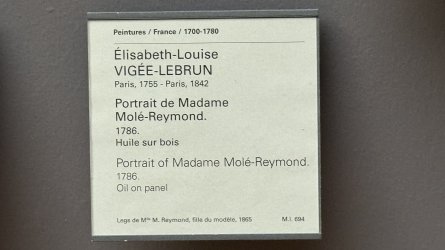 Peintures / France / 1700-1780
Élisabeth-Louise
VIGÉE-LEBRUN
Paris, 1755 - Paris, 1842
Portrait de Madame
Molé-Reymond.
1786.
Huile sur bois
Portrait of Madame Molé-Reymond.
1786.
Oil on panel
Legs de Mme M. Reymond, fille du modèle, 1865
M.I. 694